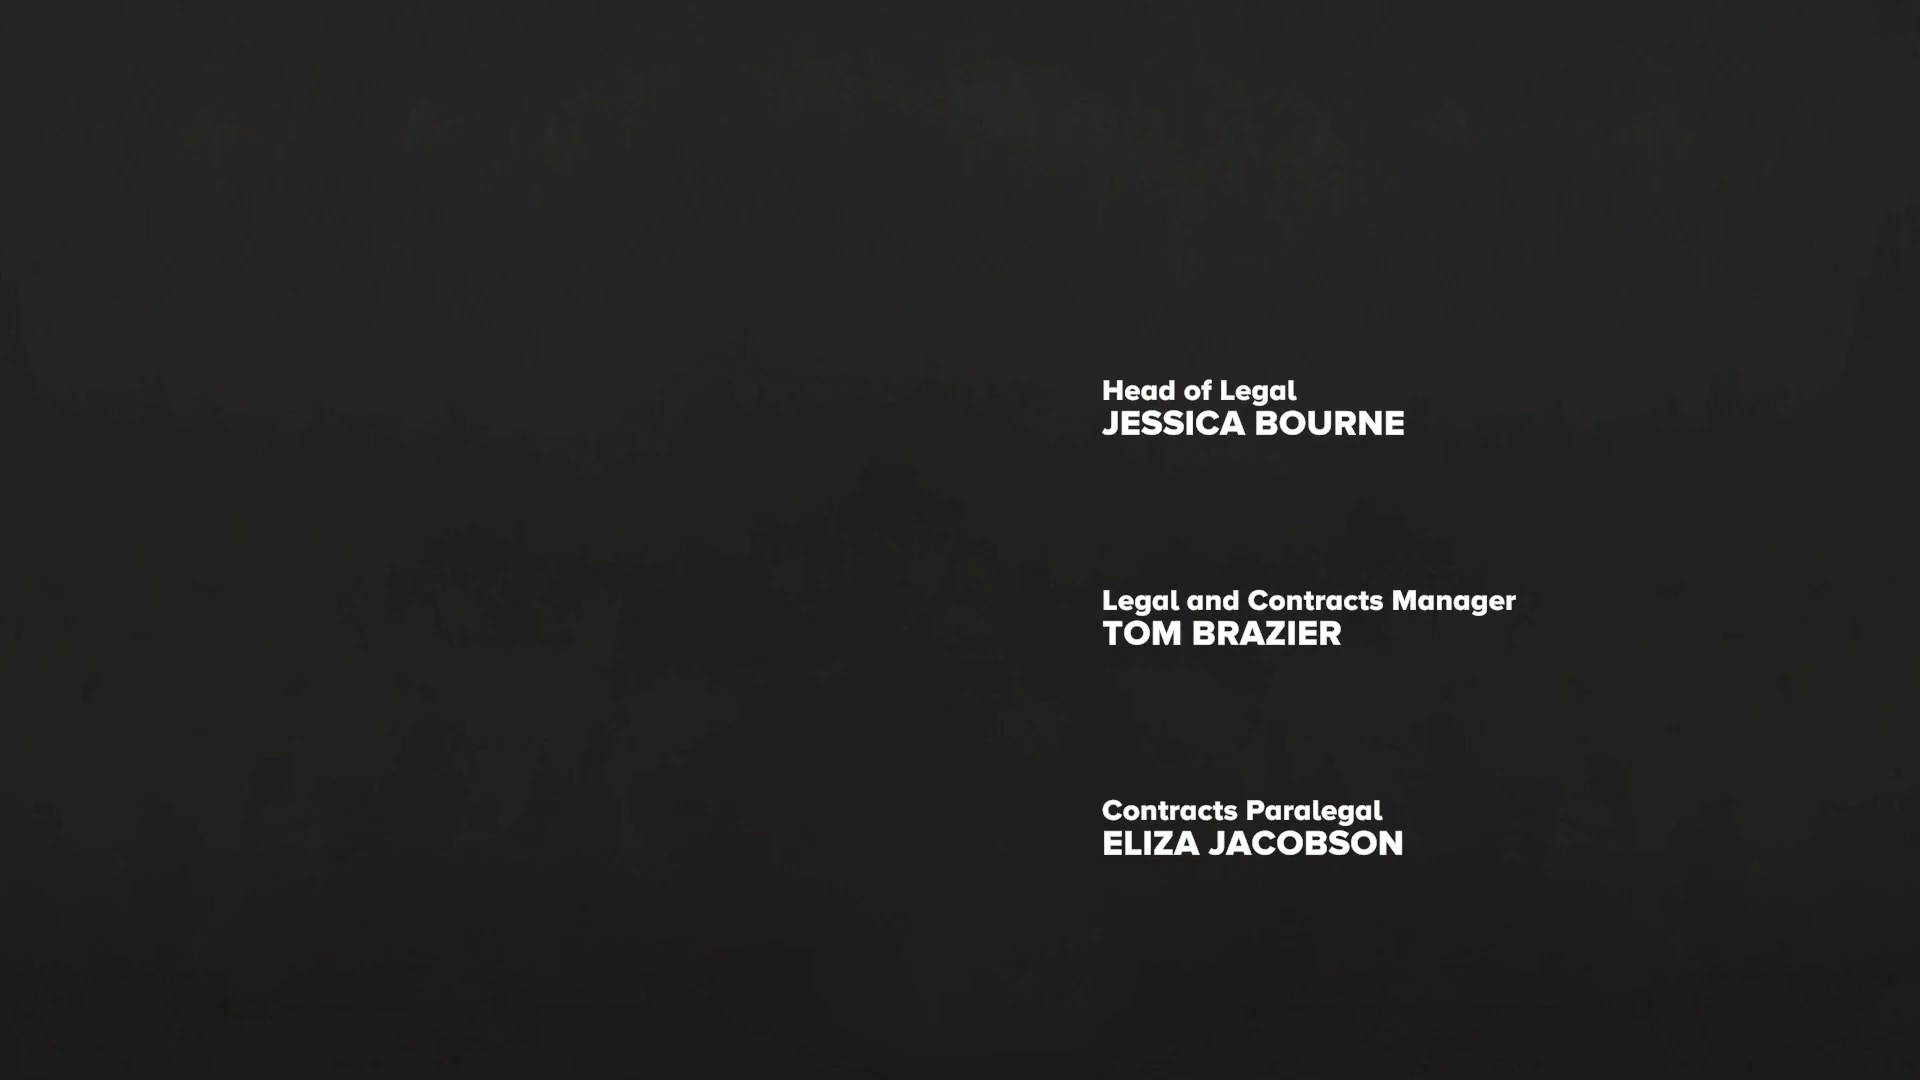 Head of Legal
JESSICA BOURNE
Legal and Contracts Manager
TOM BRAZIER
Contracts Paralegal
ELIZA JACOBSON